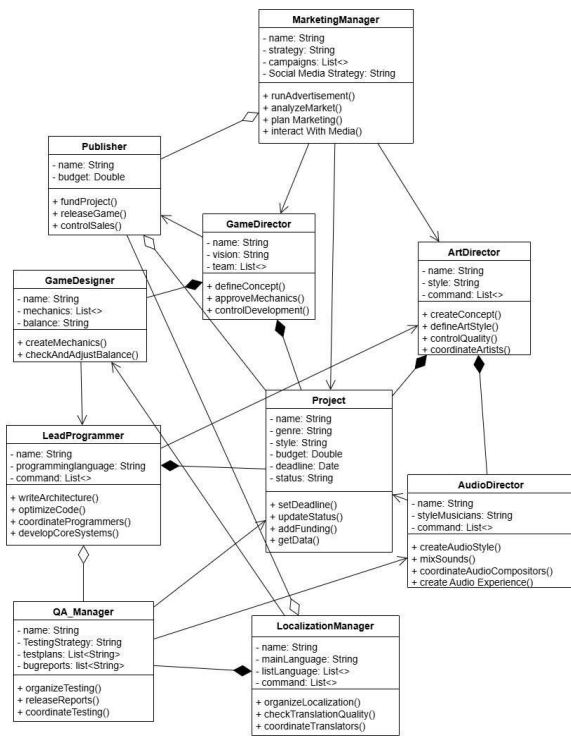 MarketingManager
- name: String
- strategy: String
- campaigns: List<>
- Social Media Strategy: String
+ runAdvertisement()
+ analyzeMarket()
+ plan Marketing()
+ interact With Media()
Publisher
- name: String
- budget: Double
+ fundProject()
+ releaseGame()
+ controlSales()
GameDirector
- name: String
- vision: String
- team: List<>
+ defineConcept()
+ approveMechanics()
+ controlDevelopment()
ArtDirector
- name: String
- style: String
- command: List<>
+ createConcept()
+ defineArtStyle()
+ controlQuality()
+ coordinateArtists()
GameDesigner
- name: String
- mechanics: List<>
- balance: String
+ createMechanics()
+ checkAndAdjustBalance()
Project
- name: String
- genre: String
- style: String
- budget: Double
- deadline: Date
- status: String
+ setDeadline()
+ updateStatus()
+ addFunding()
+ getData()
LeadProgrammer
- name: String
- programminglanguage: String
- command: List<>
+ writeArchitecture()
+ optimizeCode()
+ coordinateProgrammers()
+ developCoreSystems()
AudioDirector
- name: String
- styleMusicians: String
- command: List<>
+ createAudioStyle()
+ mixSounds()
+ coordinateAudioCompositors()
+ create Audio Experience()
QA_Manager
- name: String
- TestingStrategy: String
- testplans: List<String>
- bugreports: list<String>
+ organizeTesting()
+ releaseReports()
+ coordinateTesting()
LocalizationManager
- name: String
- mainLanguage: String
- listLanguage: List<>
- command: List<>
+ organizeLocalization()
+ checkTranslationQuality()
+ coordinateTranslators()